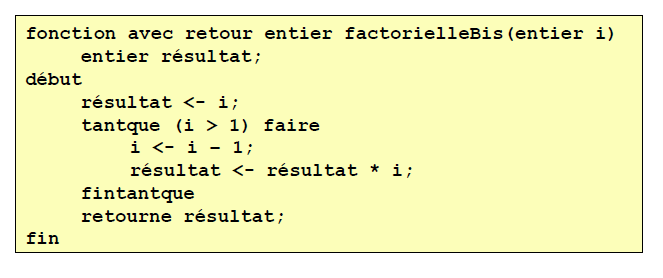 fonction avec retour entier factorielleBis(entier i)
entier résultat;
début
résultat <- i;
tantque (i > 1) faire
i <- i – 1;
résultat <- résultat * i;
fintantque
retourne résultat;
fin